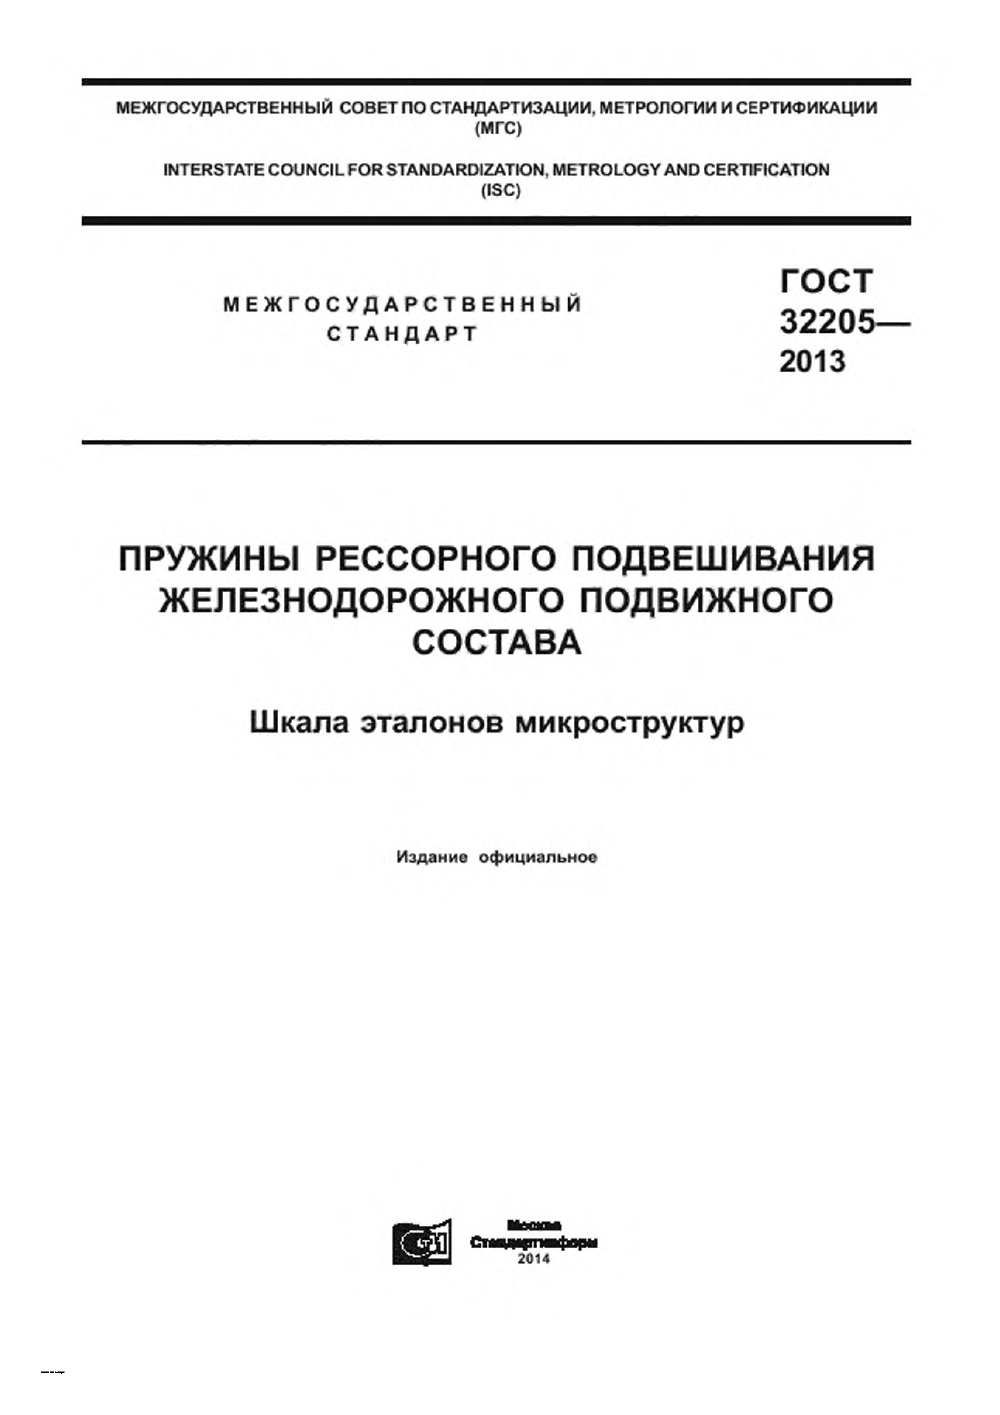 МЕЖГОСУДАРСТВЕННЫЙ СОВЕТ ПО СТАНДАРТИЗАЦИИ, МЕТРОЛОГИИ И СЕРТИФИКАЦИИ
(МГС)
INTERSTATE COUNCIL FOR STANDARDIZATION, METROLOGY AND CERTIFICATION
(ISC)
МЕЖГОСУДАРСТВЕННЫЙ
СТАНДАРТ
ГОСТ
32205—
2013
ПРУЖИНЫ РЕССОРНОГО ПОДВЕШИВАНИЯ
ЖЕЛЕЗНОДОРОЖНОГО ПОДВИЖНОГО
СОСТАВА
Шкала эталонов микроструктур
Издание официальное
Москва
Стандартинформ
2014